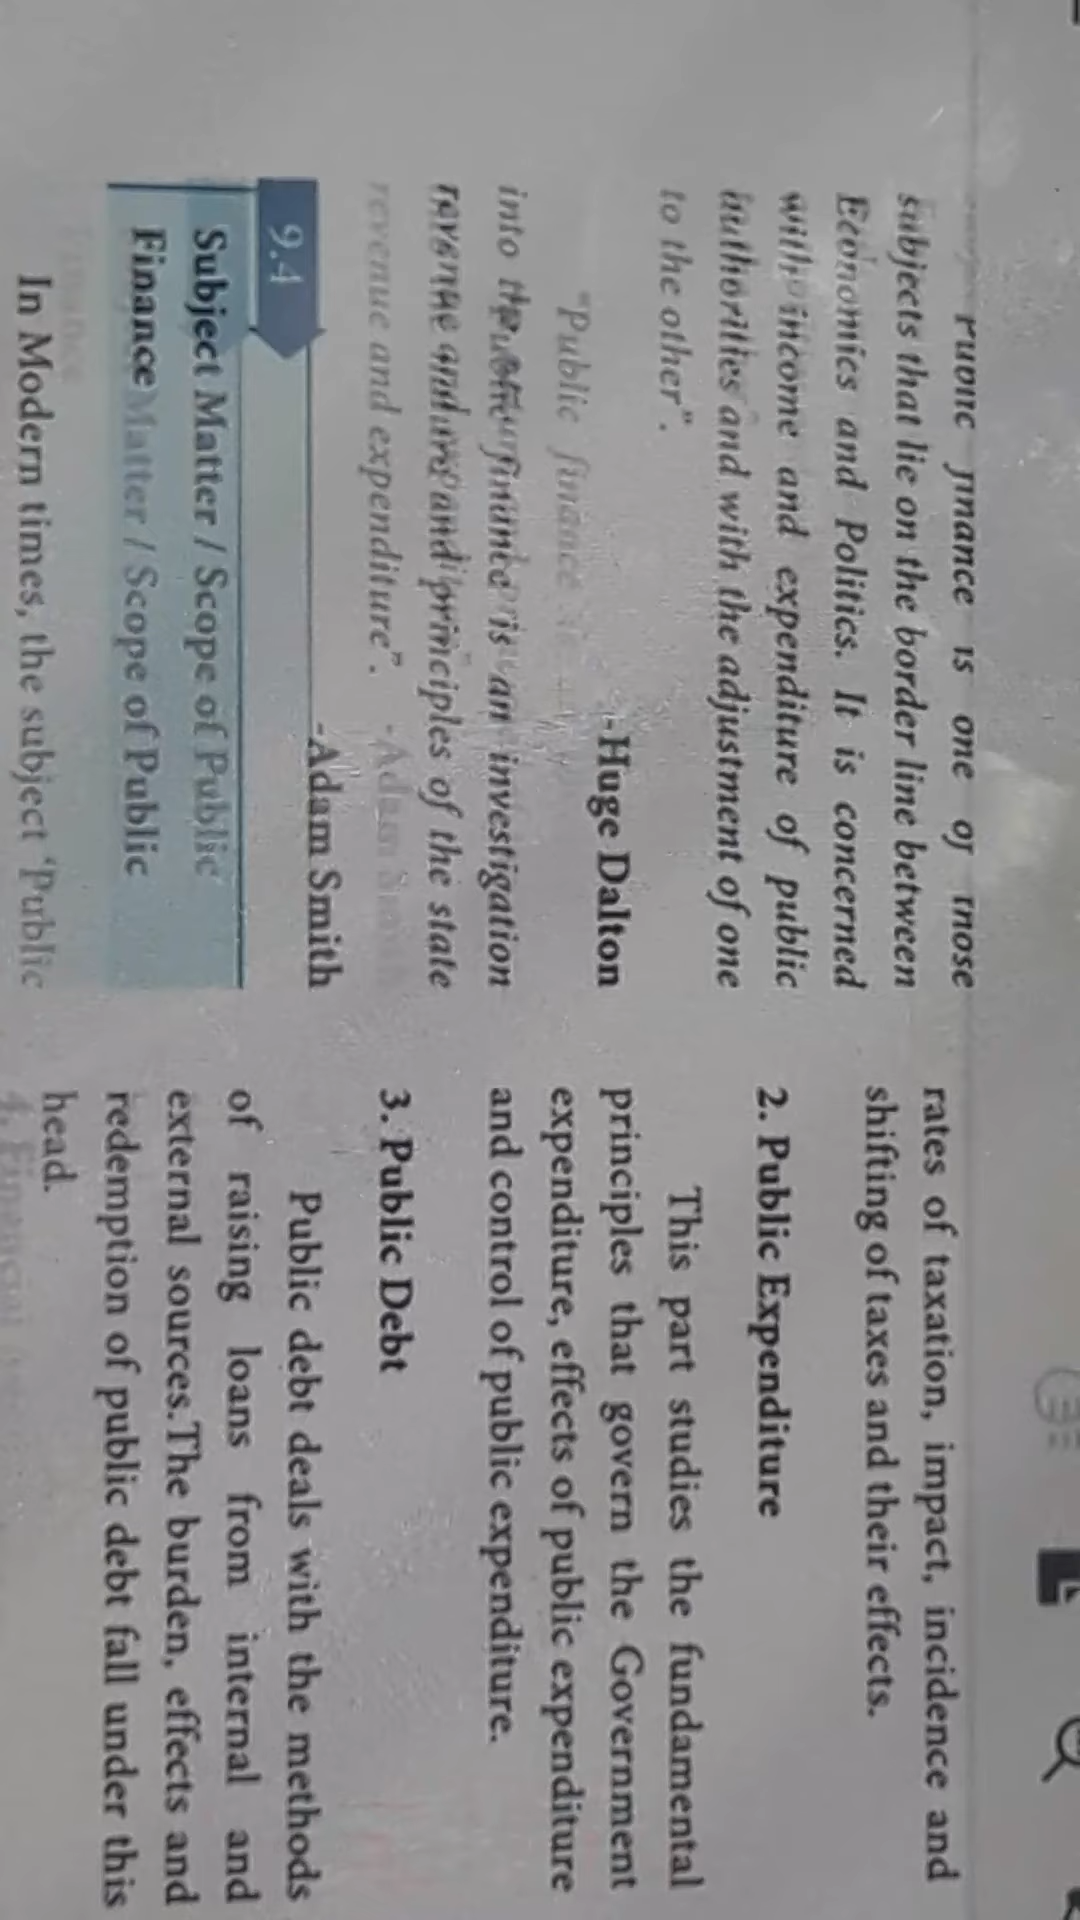 Public finance is one of those
subjects that lie on the border line between
Economics and Politics. It is concerned
with income and expenditure of public
authorities and with the adjustment of one
to the other".
-Huge Dalton
"Public finance is an investigation
into the nature and principles of the state
revenue and expenditure".
-Adam Smith
9.4
Subject Matter / Scope of Public
Finance
In Modern times, the subject 'Public
rates of taxation, impact, incidence and
shifting of taxes and their effects.
2. Public Expenditure
This part studies the fundamental
principles that govern the Government
expenditure, effects of public expenditure
and control of public expenditure.
3. Public Debt
Public debt deals with the methods
of raising loans from internal and
external sources.The burden, effects and
redemption of public debt fall under this
head.